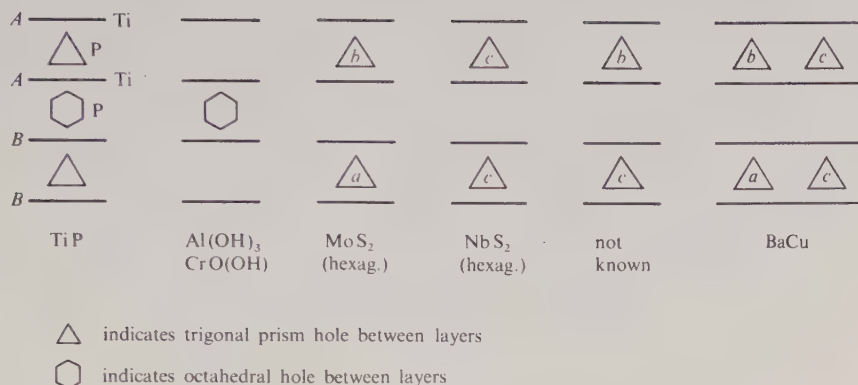 A Ti
P b c b b c
A Ti
P
B
a c c a c
B
TiP Al(OH)₃ MoS₂ NbS₂ not BaCu
CrO(OH) (hexag.) (hexag.) known
indicates trigonal prism hole between layers
indicates octahedral hole between layers